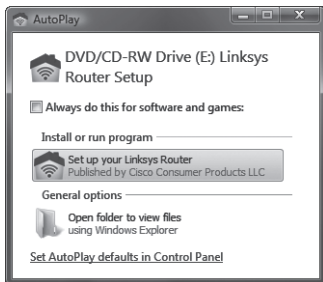 AutoPlay
DVD/CD-RW Drive (E:) Linksys
Router Setup
Always do this for software and games:
Install or run program
Set up your Linksys Router
Published by Cisco Consumer Products LLC
General options
Open folder to view files
using Windows Explorer
Set AutoPlay defaults in Control Panel